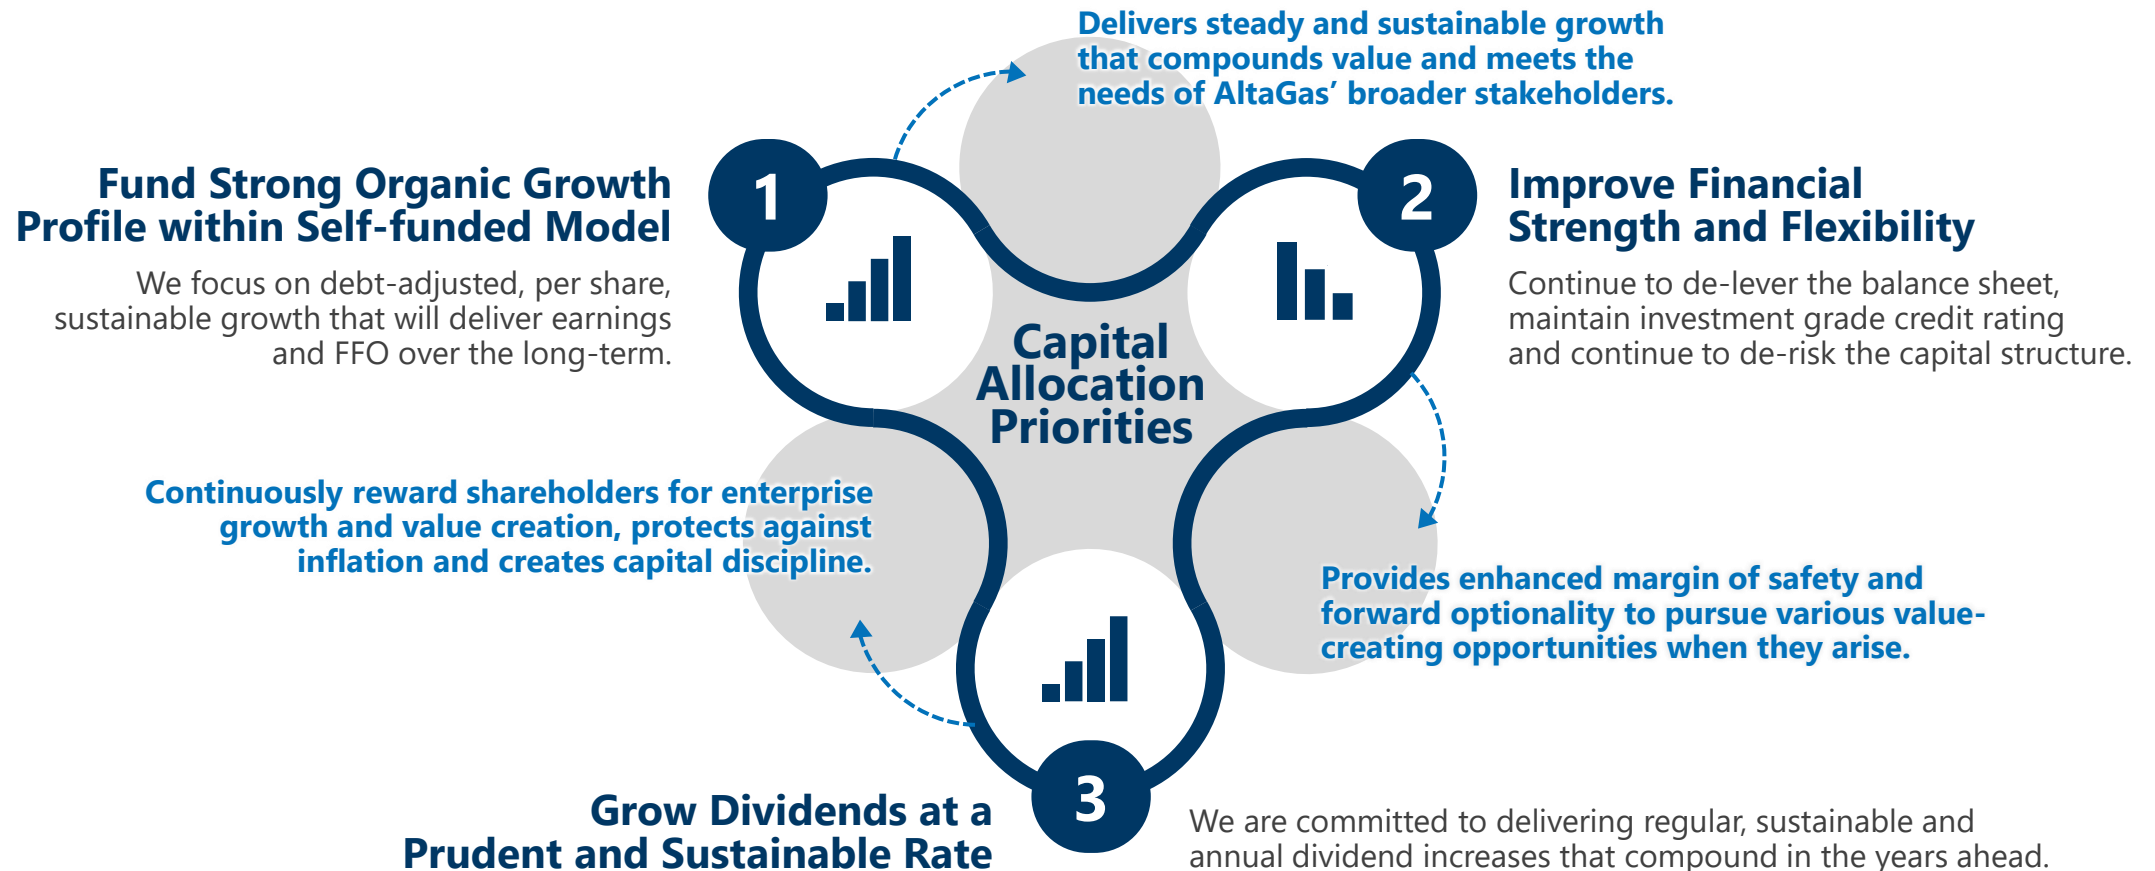 Delivers steady and sustainable growth
that compounds value and meets the
needs of AltaGas’ broader stakeholders.
1
Fund Strong Organic Growth
Profile within Self-funded Model
We focus on debt-adjusted, per share,
sustainable growth that will deliver earnings
and FFO over the long-term.
2
Improve Financial
Strength and Flexibility
Continue to de-lever the balance sheet,
maintain investment grade credit rating
and continue to de-risk the capital structure.
Capital
Allocation
Priorities
Continuously reward shareholders for enterprise
growth and value creation, protects against
inflation and creates capital discipline.
Provides enhanced margin of safety and
forward optionality to pursue various value-
creating opportunities when they arise.
3
Grow Dividends at a
Prudent and Sustainable Rate
We are committed to delivering regular, sustainable and
annual dividend increases that compound in the years ahead.